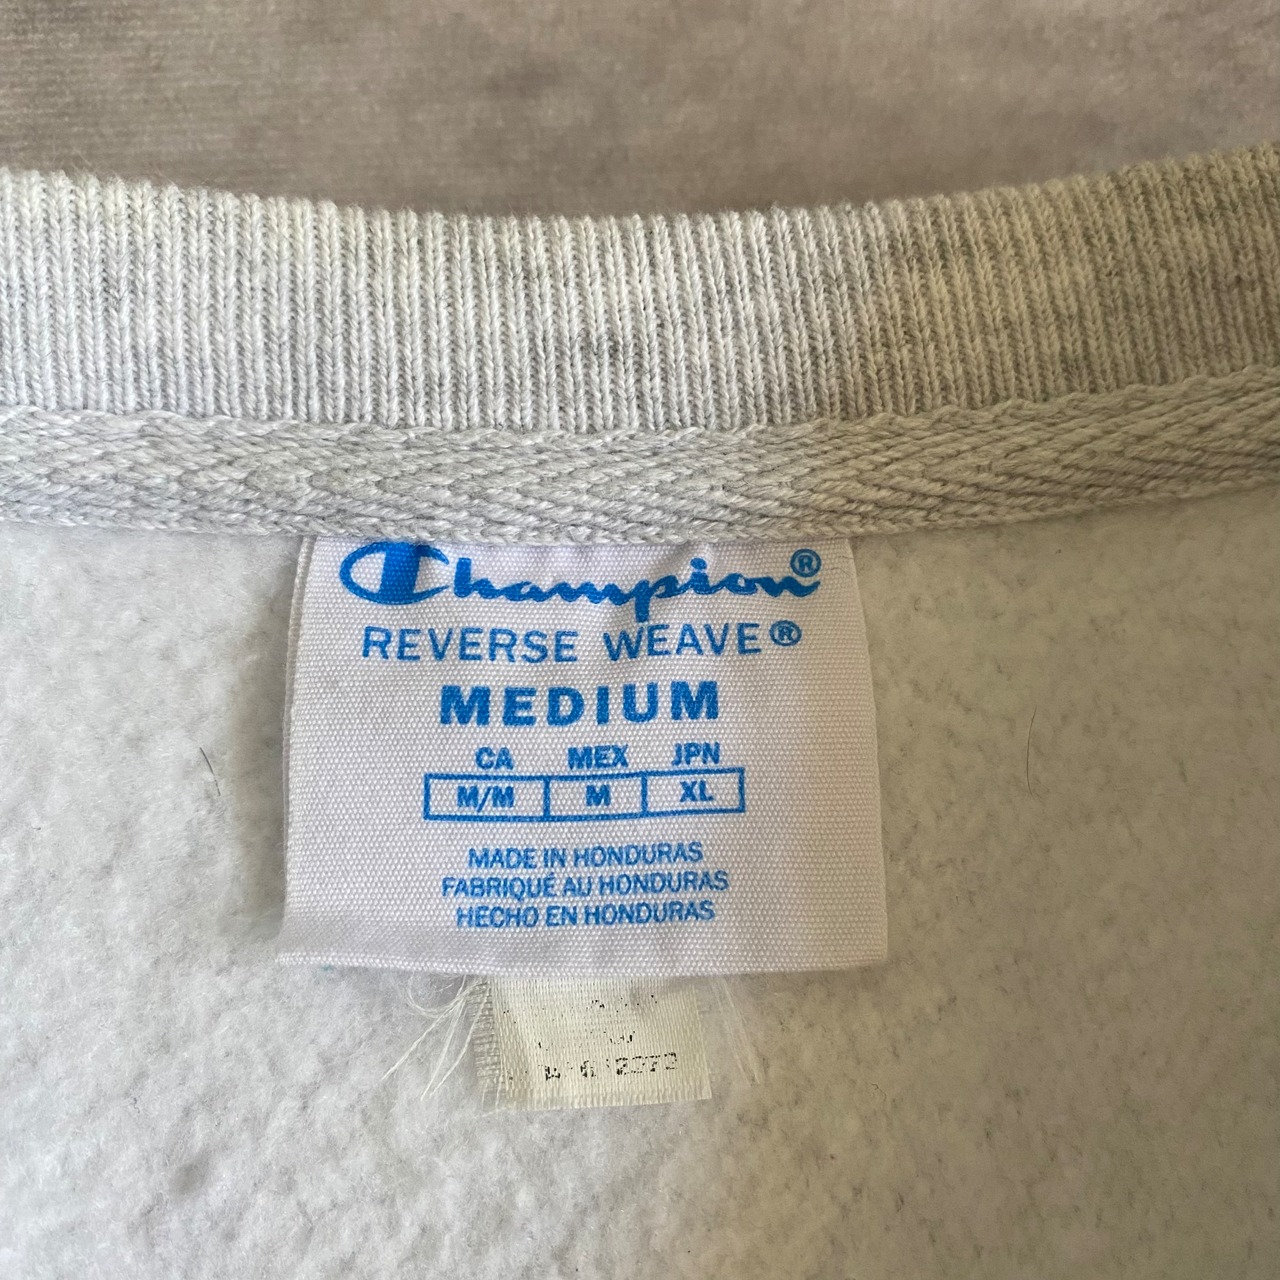 Champion®
REVERSE WEAVE®
MEDIUM
CA MEX JPN
M/M M XL
MADE IN HONDURAS
FABRIQUÉ AU HONDURAS
HECHO EN HONDURAS